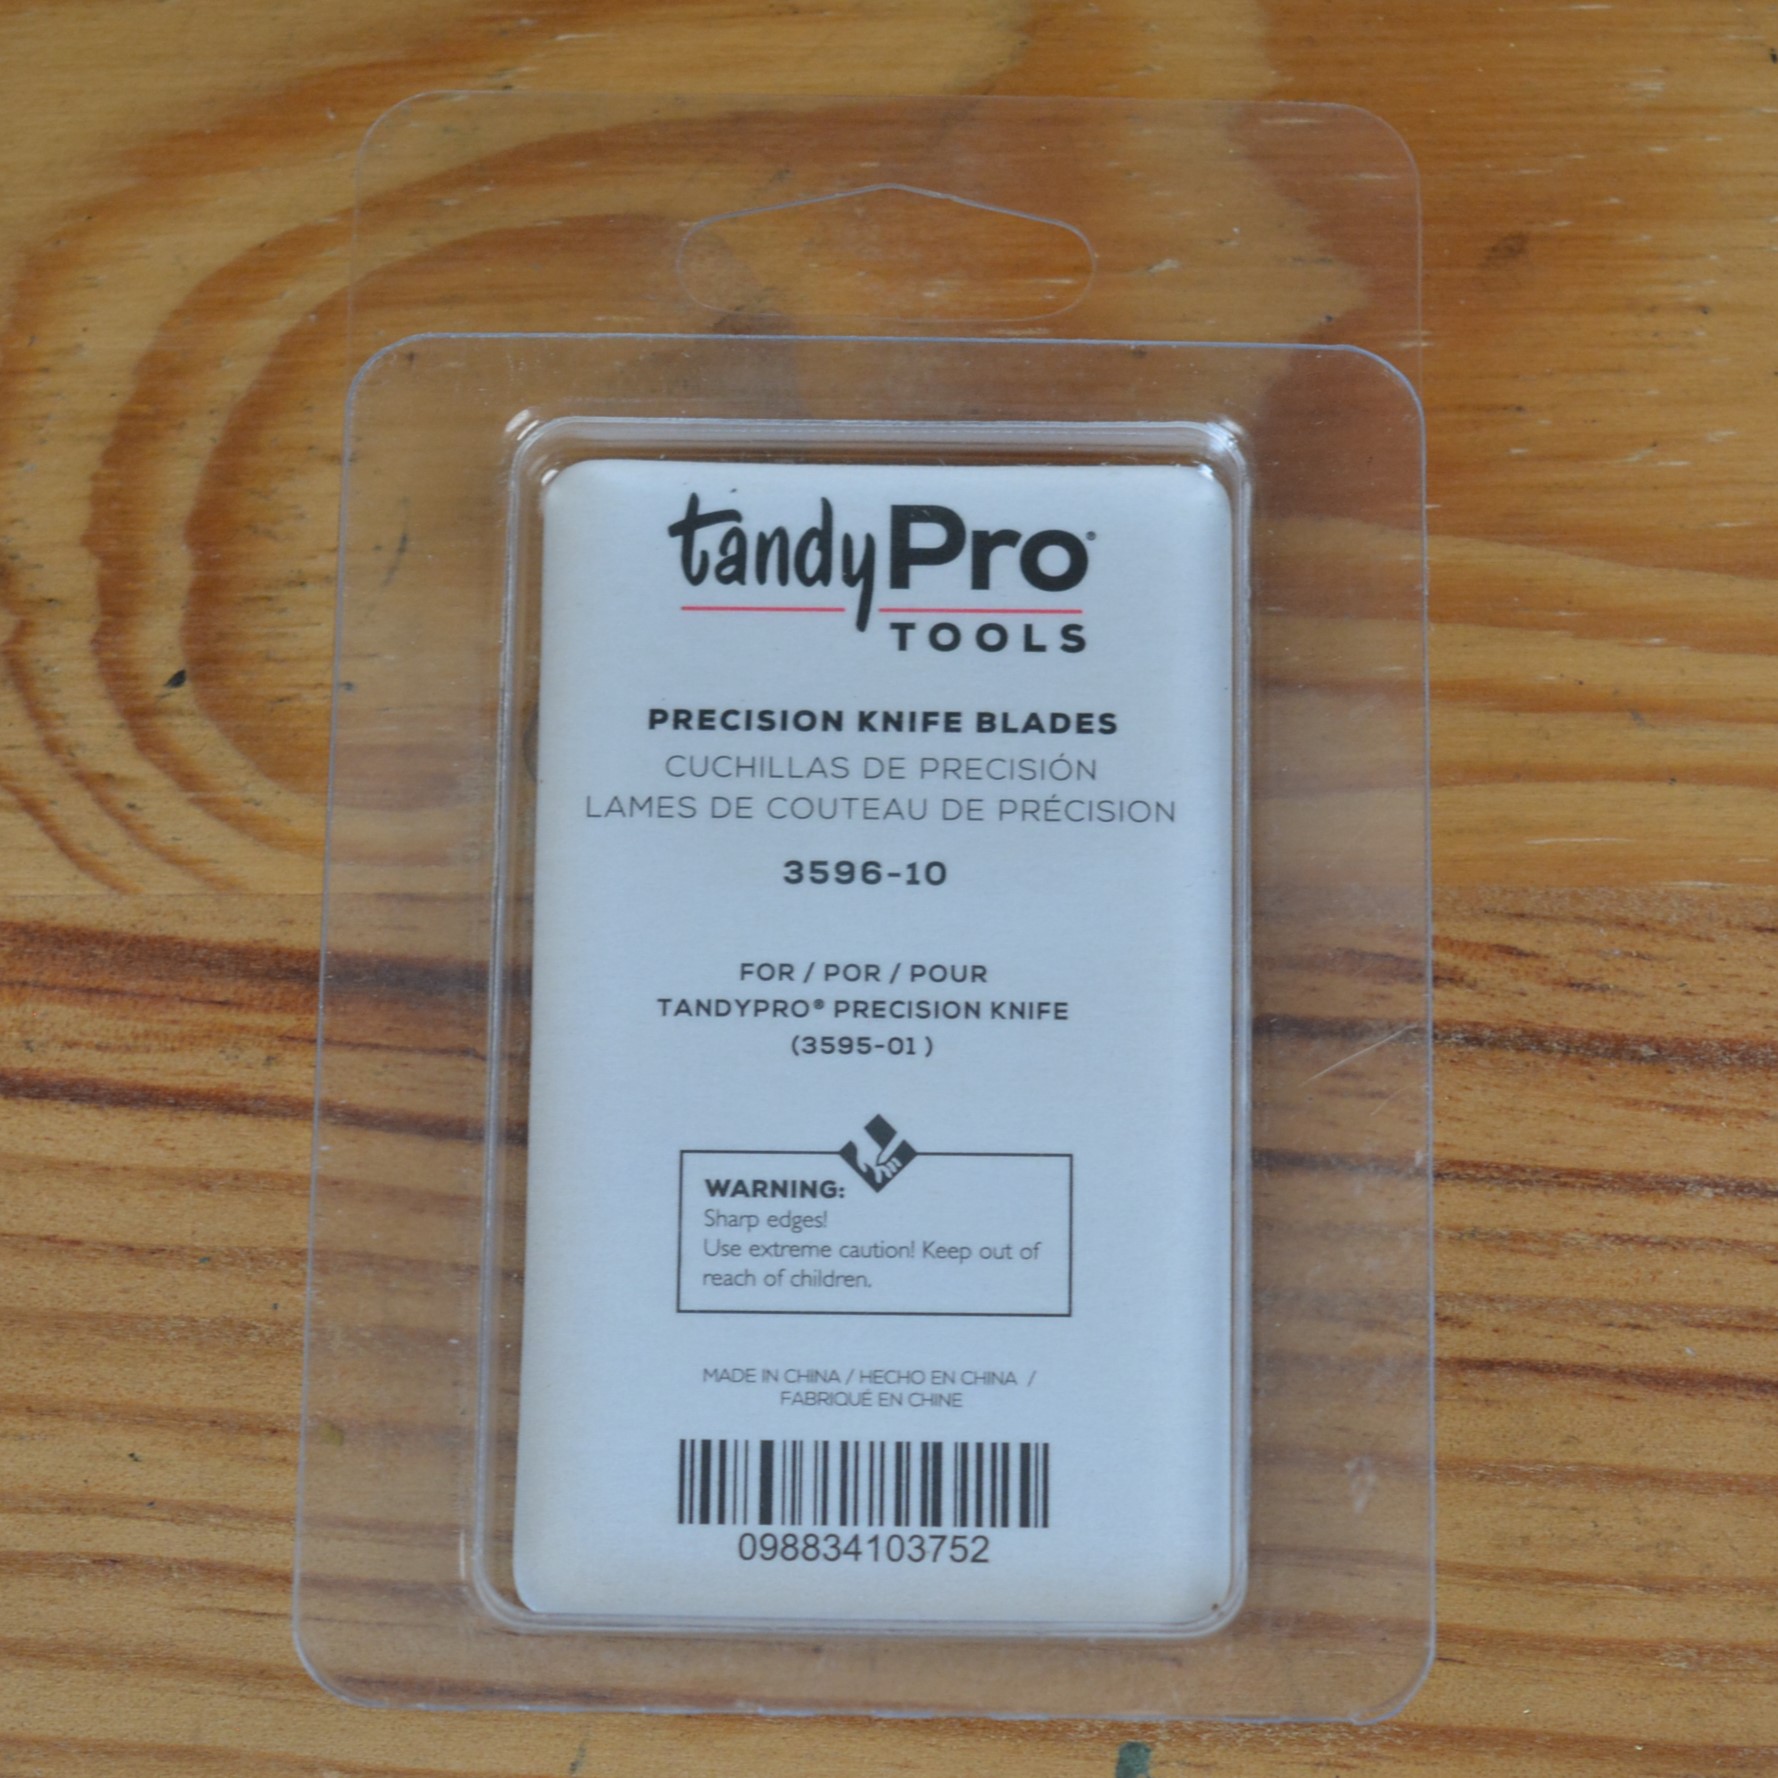 tandyPro®
TOOLS
PRECISION KNIFE BLADES
CUCHILLAS DE PRECISIÓN
LAMES DE COUTEAU DE PRÉCISION
3596-10
FOR / POR / POUR
TANDYPRO® PRECISION KNIFE
(3595-01 )
WARNING:
Sharp edges!
Use extreme caution! Keep out of
reach of children.
MADE IN CHINA / HECHO EN CHINA /
FABRIQUÉ EN CHINE
098834103752